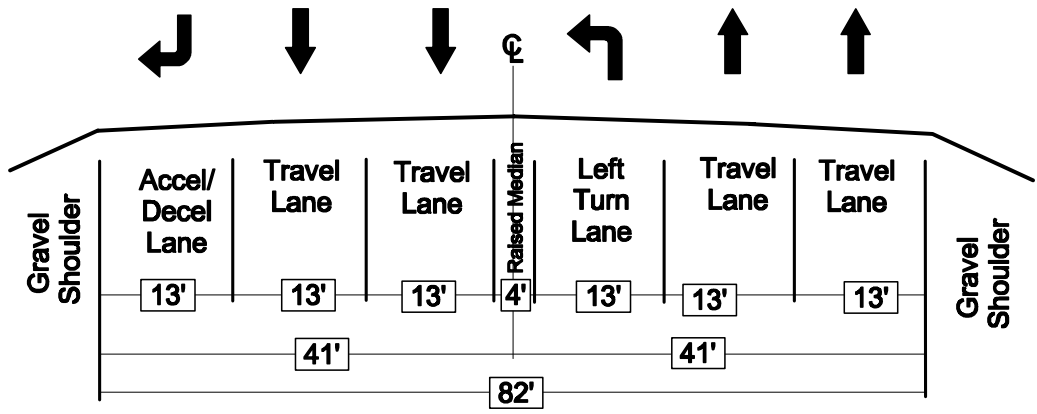 ℄
Gravel
Shoulder
Accel/
Decel
Lane
Travel
Lane
Travel
Lane
Raised Median
Left
Turn
Lane
Travel
Lane
Travel
Lane
Gravel
Shoulder
13'
13'
13'
4'
13'
13'
13'
41'
41'
82'